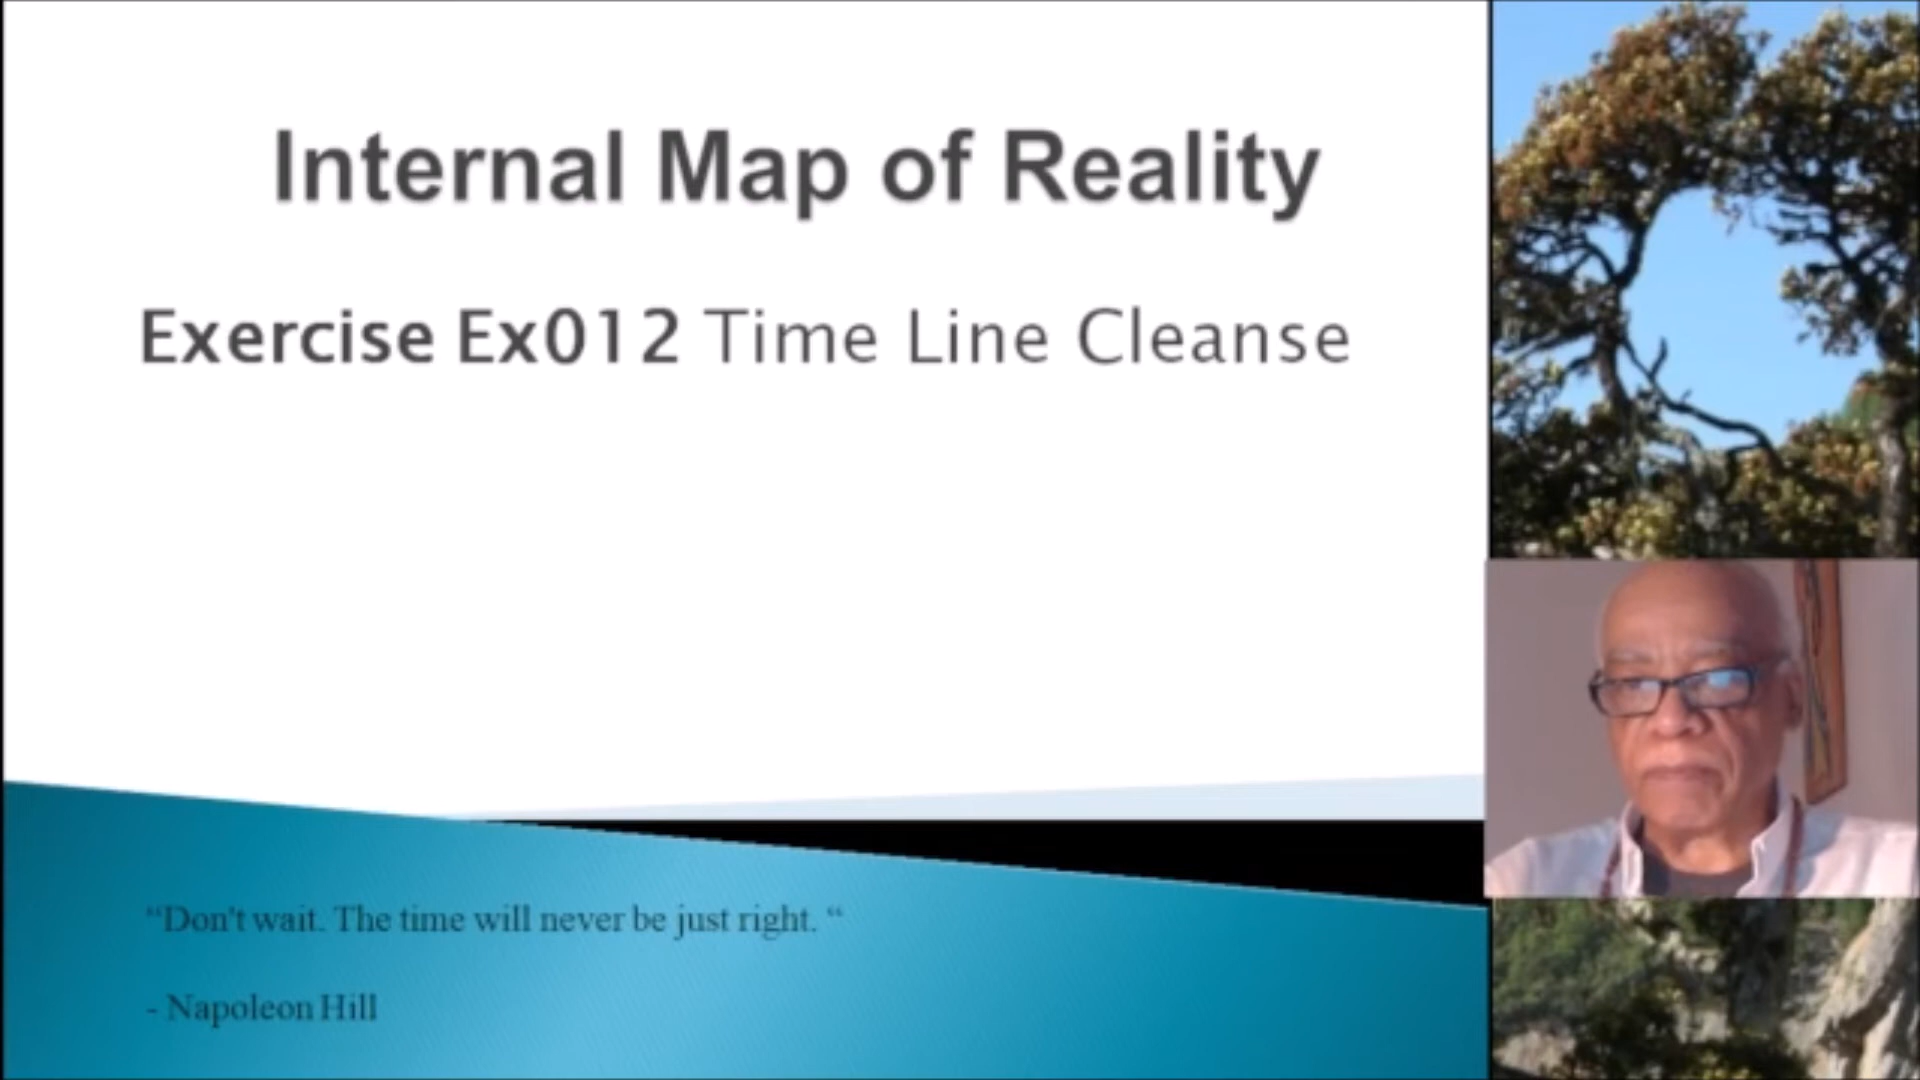 Internal Map of Reality
Exercise Ex012 Time Line Cleanse
“Don't wait. The time will never be just right. “
- Napoleon Hill